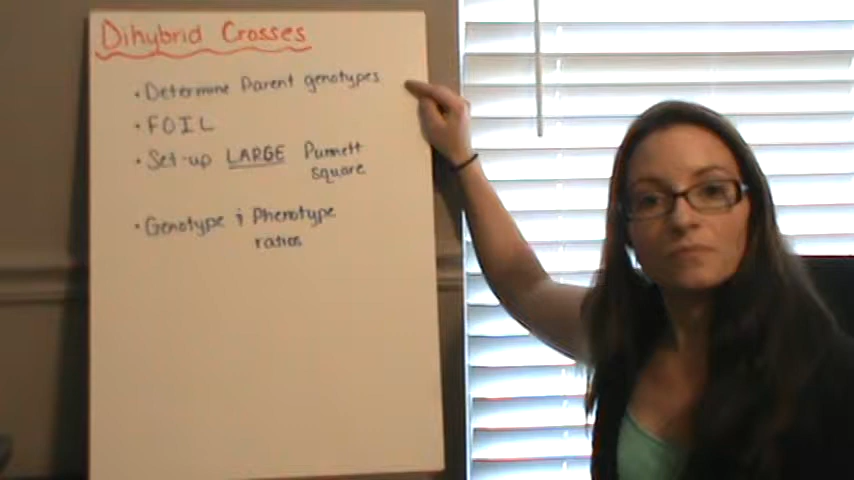 Dihybrid Crosses
• Determine Parent genotypes
• FOIL
• Set-up LARGE Punnett
square
• Genotype & Phenotype
ratios